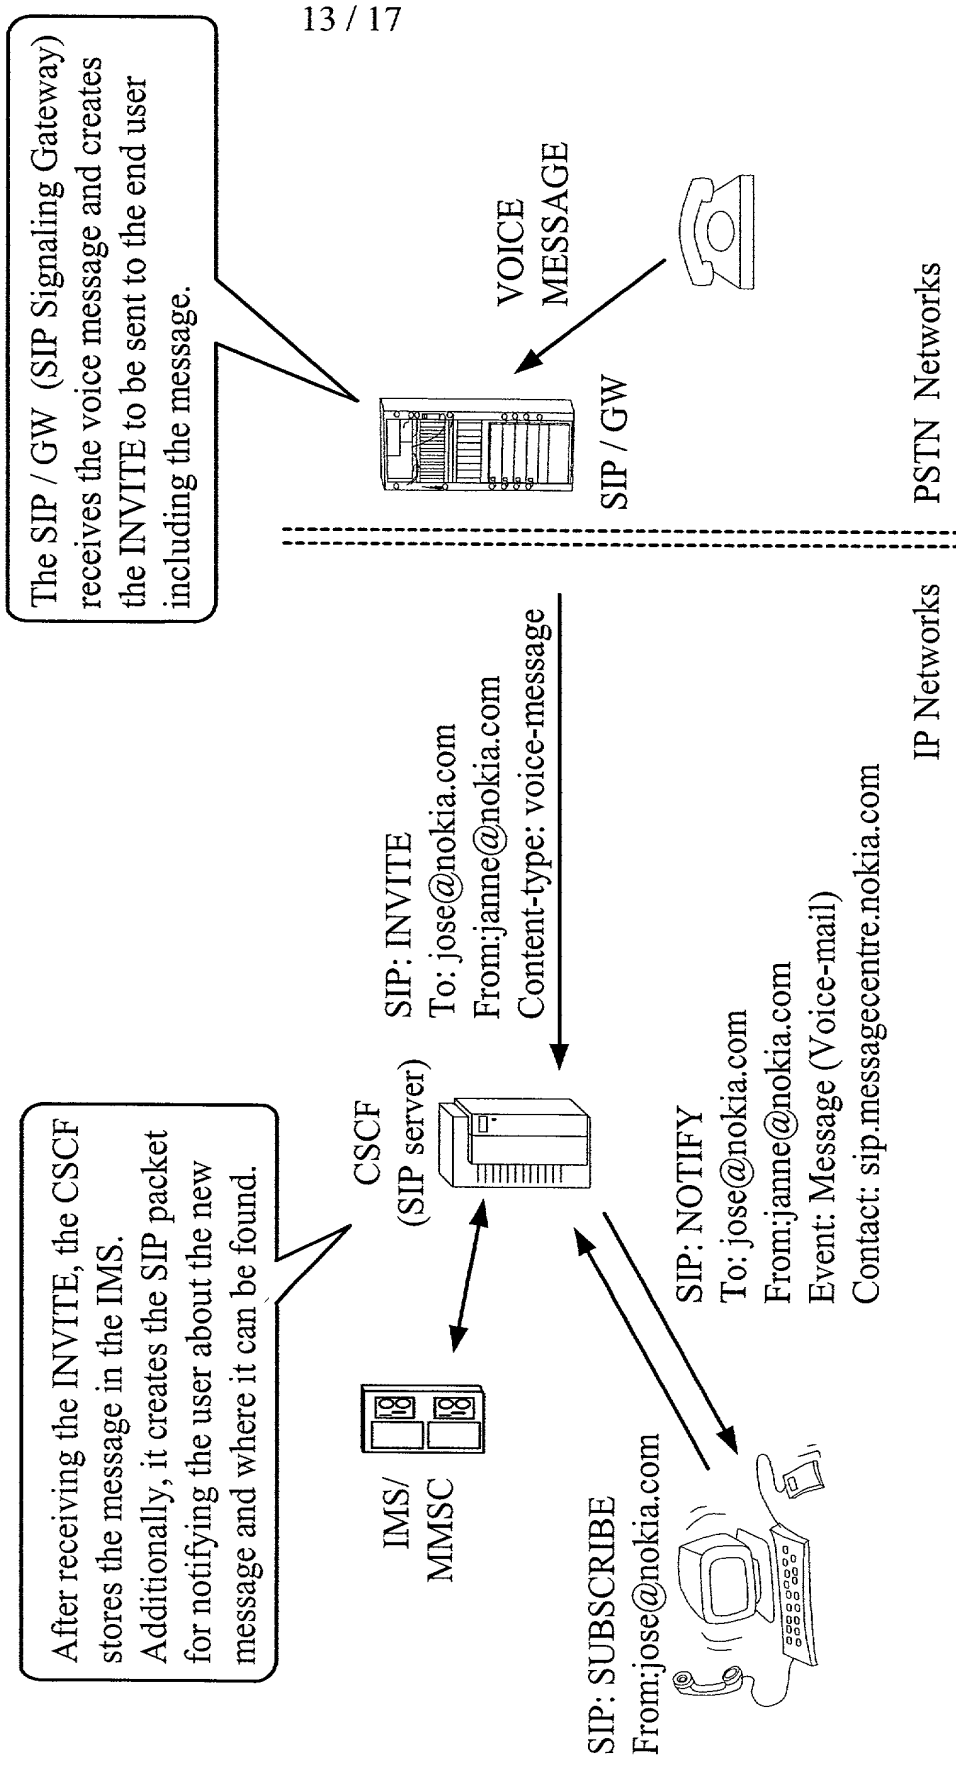 13 / 17
After receiving the INVITE, the CSCF
stores the message in the IMS.
Additionally, it creates the SIP packet
for notifying the user about the new
message and where it can be found.
The SIP / GW (SIP Signaling Gateway)
receives the voice message and creates
the INVITE to be sent to the end user
including the message.
IMS/
MMSC
CSCF
(SIP server)
SIP: INVITE
To: jose@nokia.com
From:janne@nokia.com
Content-type: voice-message
VOICE
MESSAGE
SIP / GW
SIP: SUBSCRIBE
From:jose@nokia.com
SIP: NOTIFY
To: jose@nokia.com
From:janne@nokia.com
Event: Message (Voice-mail)
Contact: sip.messagecentre.nokia.com
IP Networks
PSTN Networks